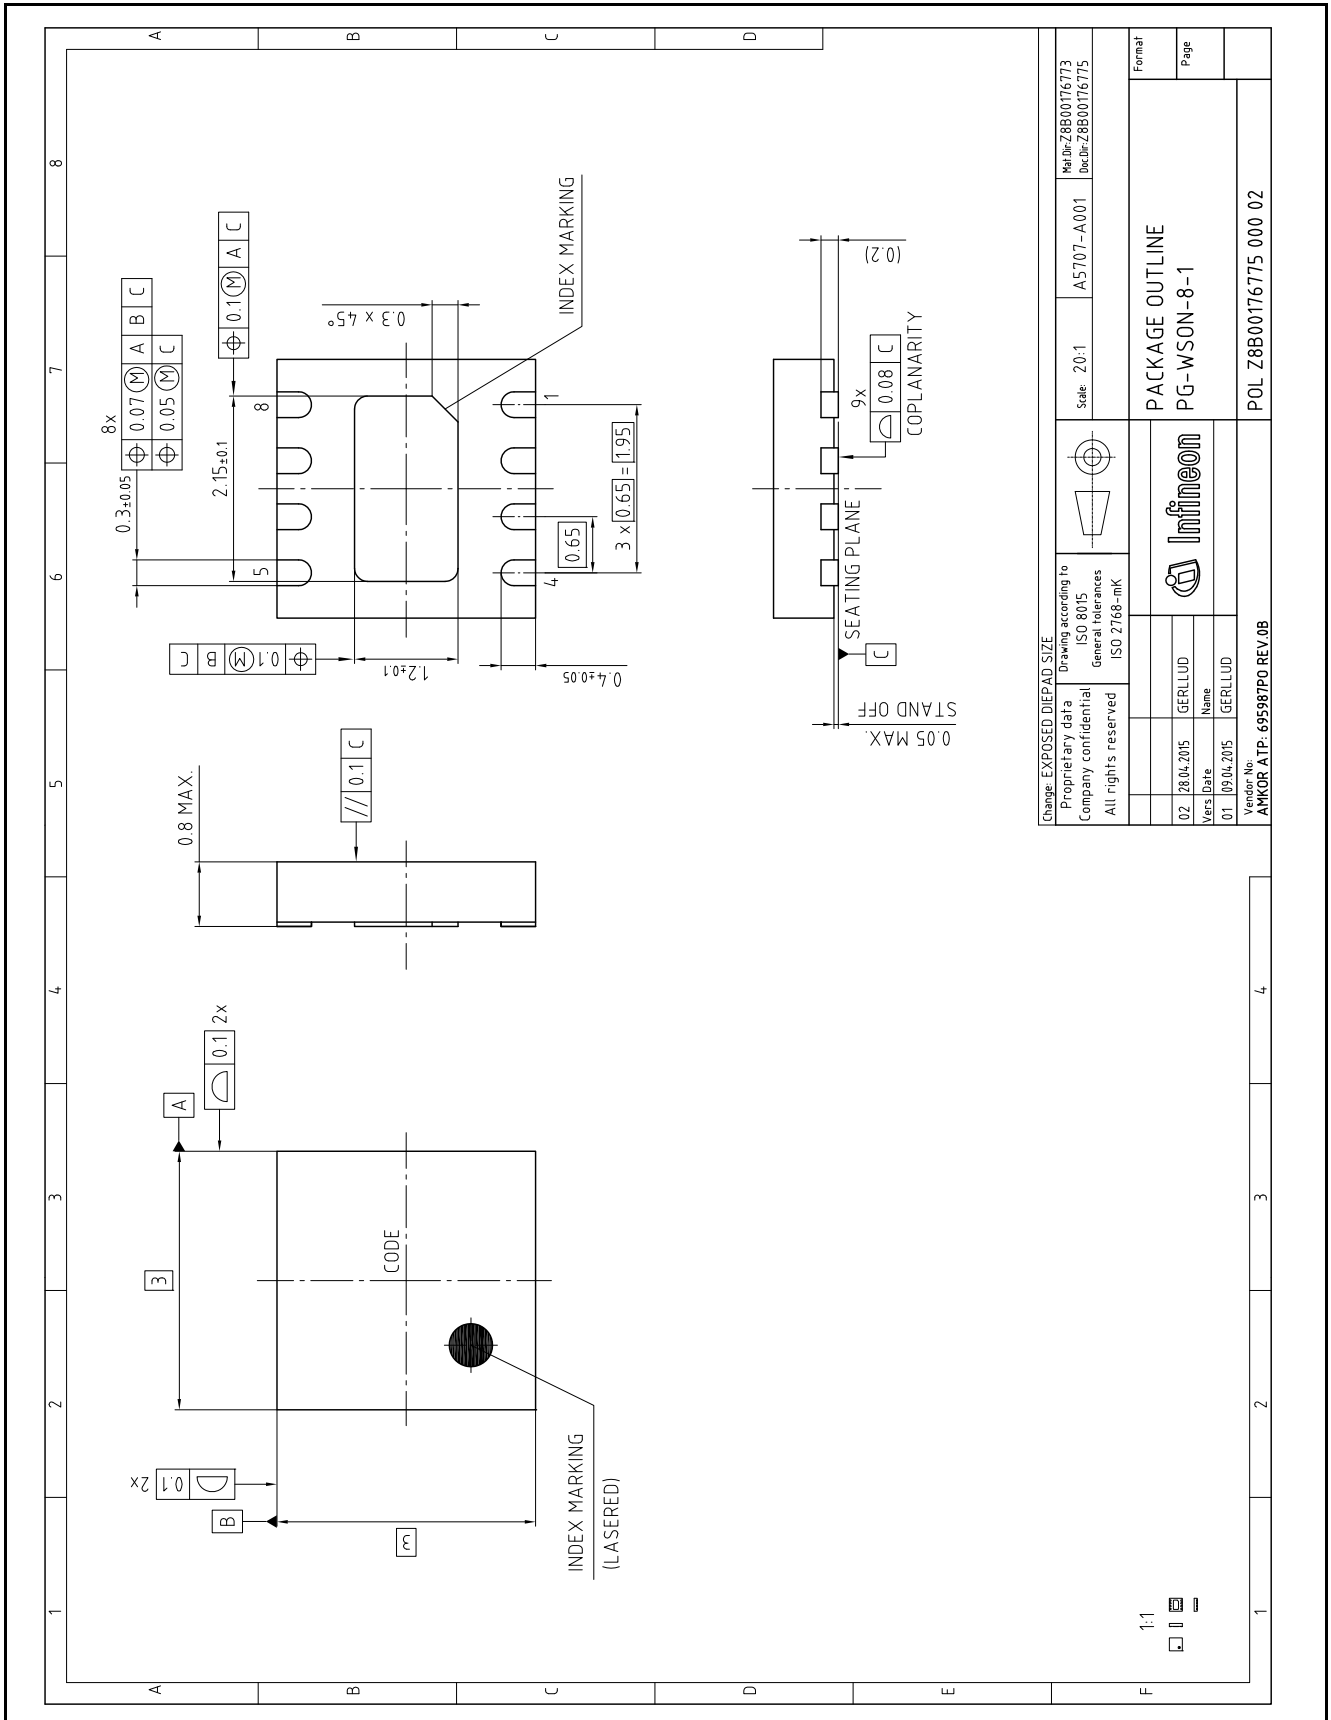 1
2
3
4
5
6
7
8
A
B
C
D
E
F
A
B
C
D
1
2
3
4
B
0.1 2x
3
3
A
0.1 2x
CODE
INDEX MARKING
(LASERED)
0.8 MAX.
// 0.1 C
8x
0.3±0.05
0.07 Ⓜ A B C
0.05 Ⓜ C
2.15±0.1
0.1 Ⓜ A C
0.1 Ⓜ B C
1.2±0.1
0.4±0.05
5
8
4
1
0.3 x 45°
INDEX MARKING
0.65
3 x 0.65 = 1.95
0.05 MAX.
STAND OFF
C
SEATING PLANE
9x
0.08 C
COPLANARITY
(0.2)
1:1
Change: EXPOSED DIEPAD SIZE
Proprietary data
Company confidential
All rights reserved
Drawing according to
ISO 8015
General tolerances
ISO 2768-mK
Scale: 20:1
A5707-A001
Mat.Dir:Z8B00176773
Doc.Dir:Z8B00176775
02 28.04.2015 GERLLUD
Vers Date Name
01 09.04.2015 GERLLUD
Infineon
PACKAGE OUTLINE
PG-WSON-8-1
Format
Page
Vendor No:
AMKOR ATP: 695987PO REV.0B
POL Z8B00176775 000 02